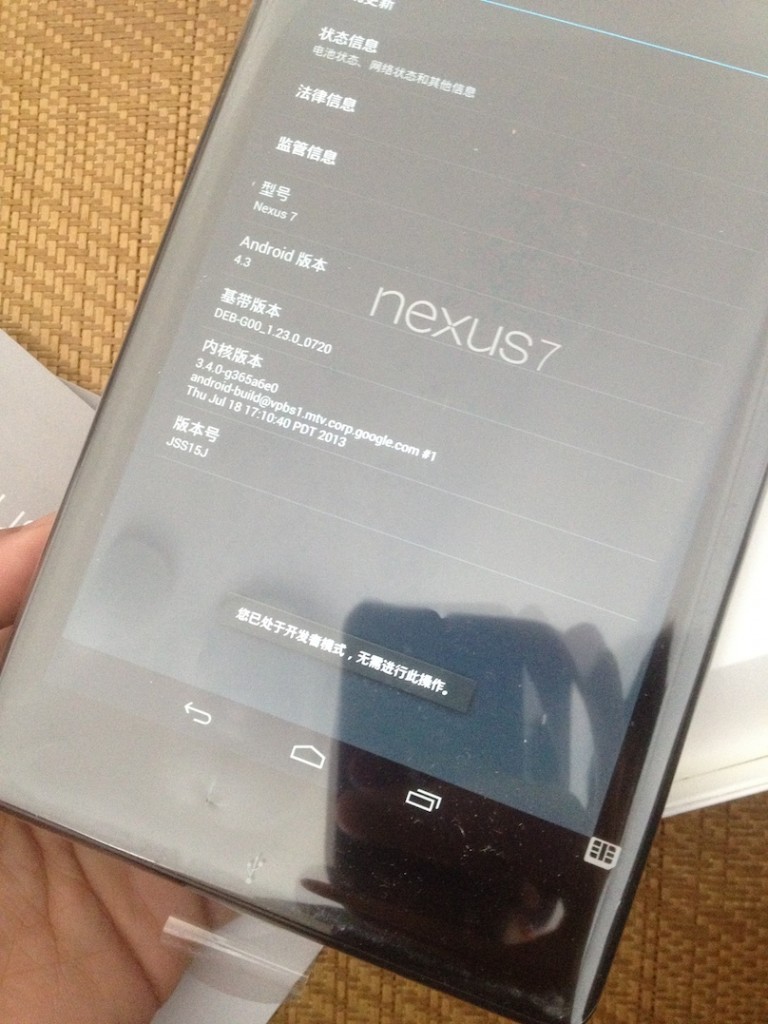 更新
状态信息
电池状态、网络状态和其他信息
法律信息
监管信息
型号
Nexus 7
Android 版本
4.3
nexus 7
基带版本
DEB-G00_1.23.0_0720
内核版本
3.4.0-g365a6e0
android-build@vpbs1.mtv.corp.google.com #1
Thu Jul 18 17:10:40 PDT 2013
版本号
JSS15J
您已处于开发者模式，无需进行此操作。